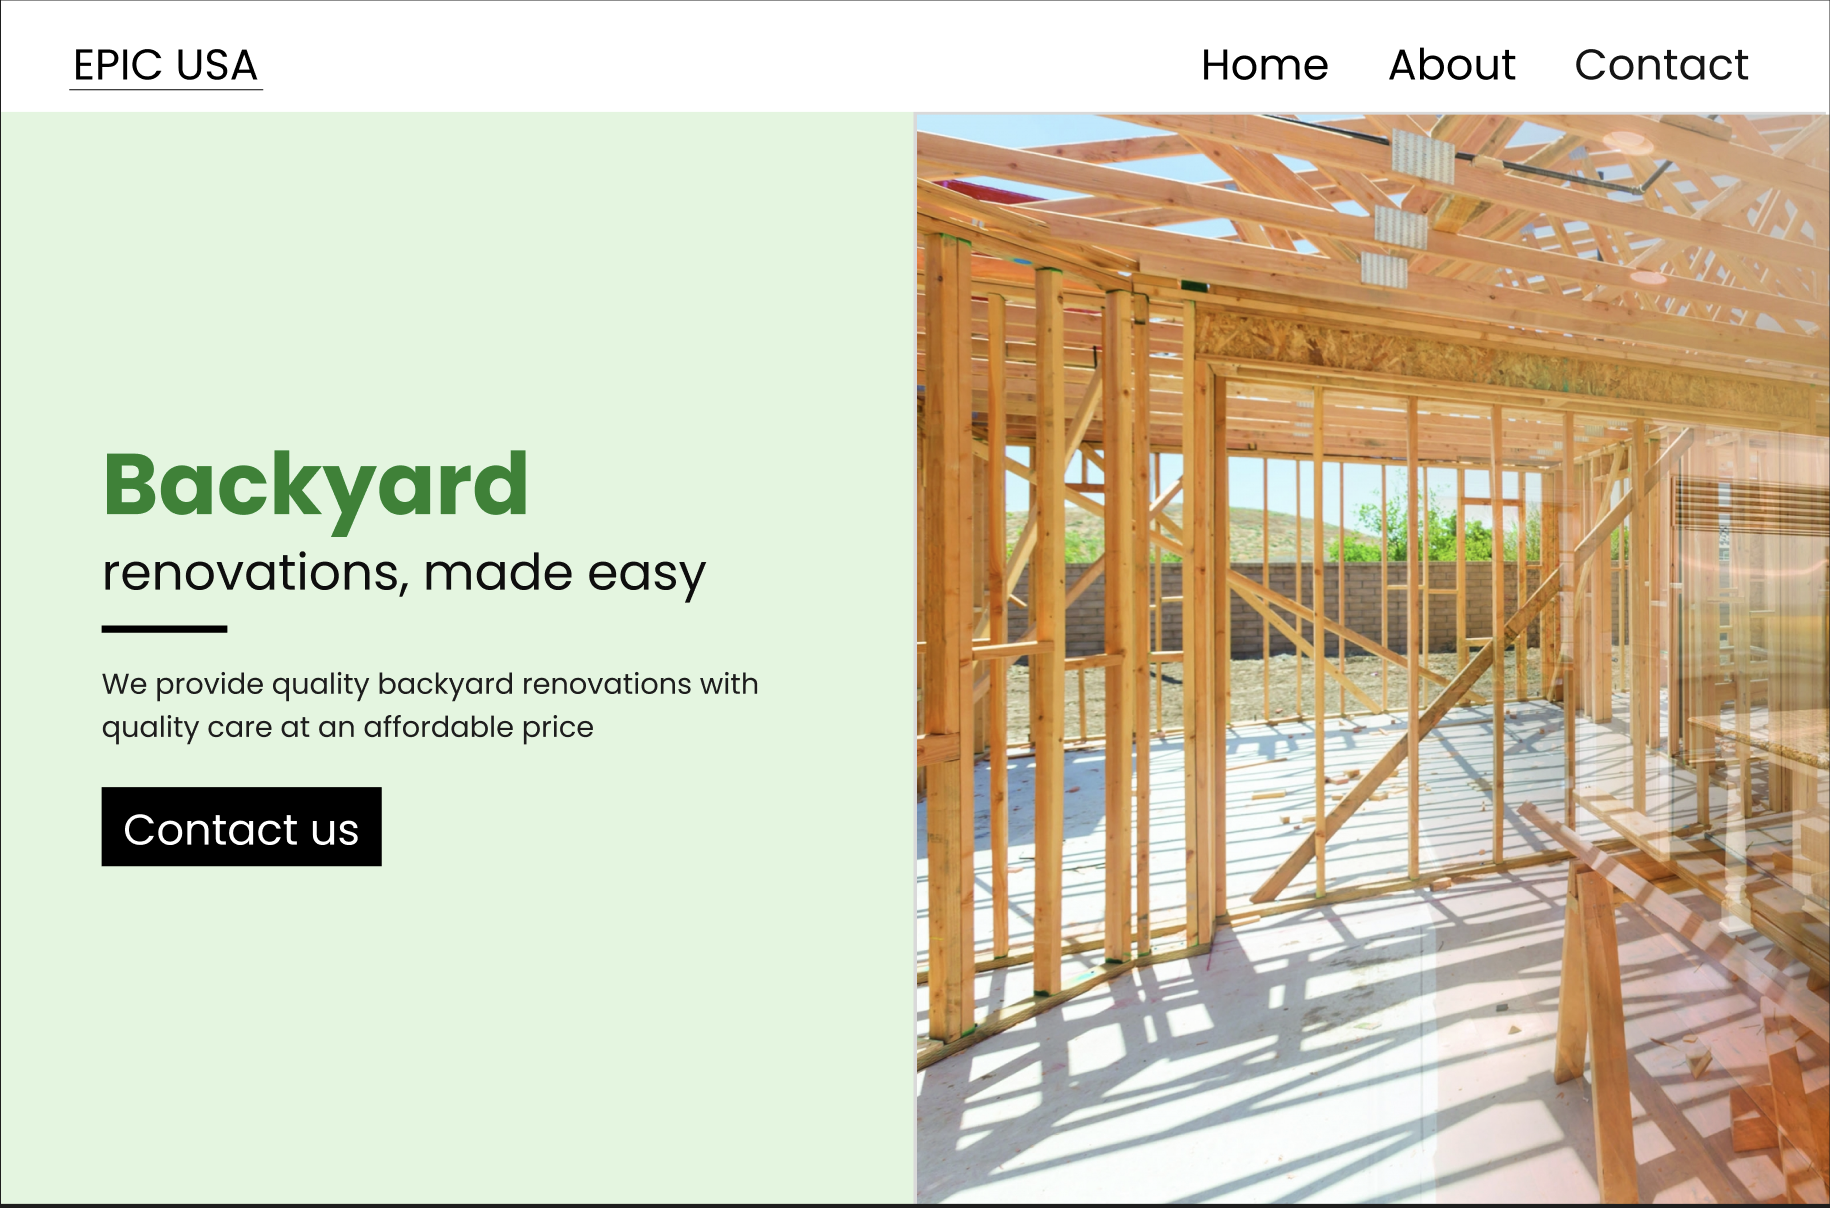 EPIC USA
Home About Contact
Backyard
renovations, made easy
We provide quality backyard renovations with
quality care at an affordable price
Contact us